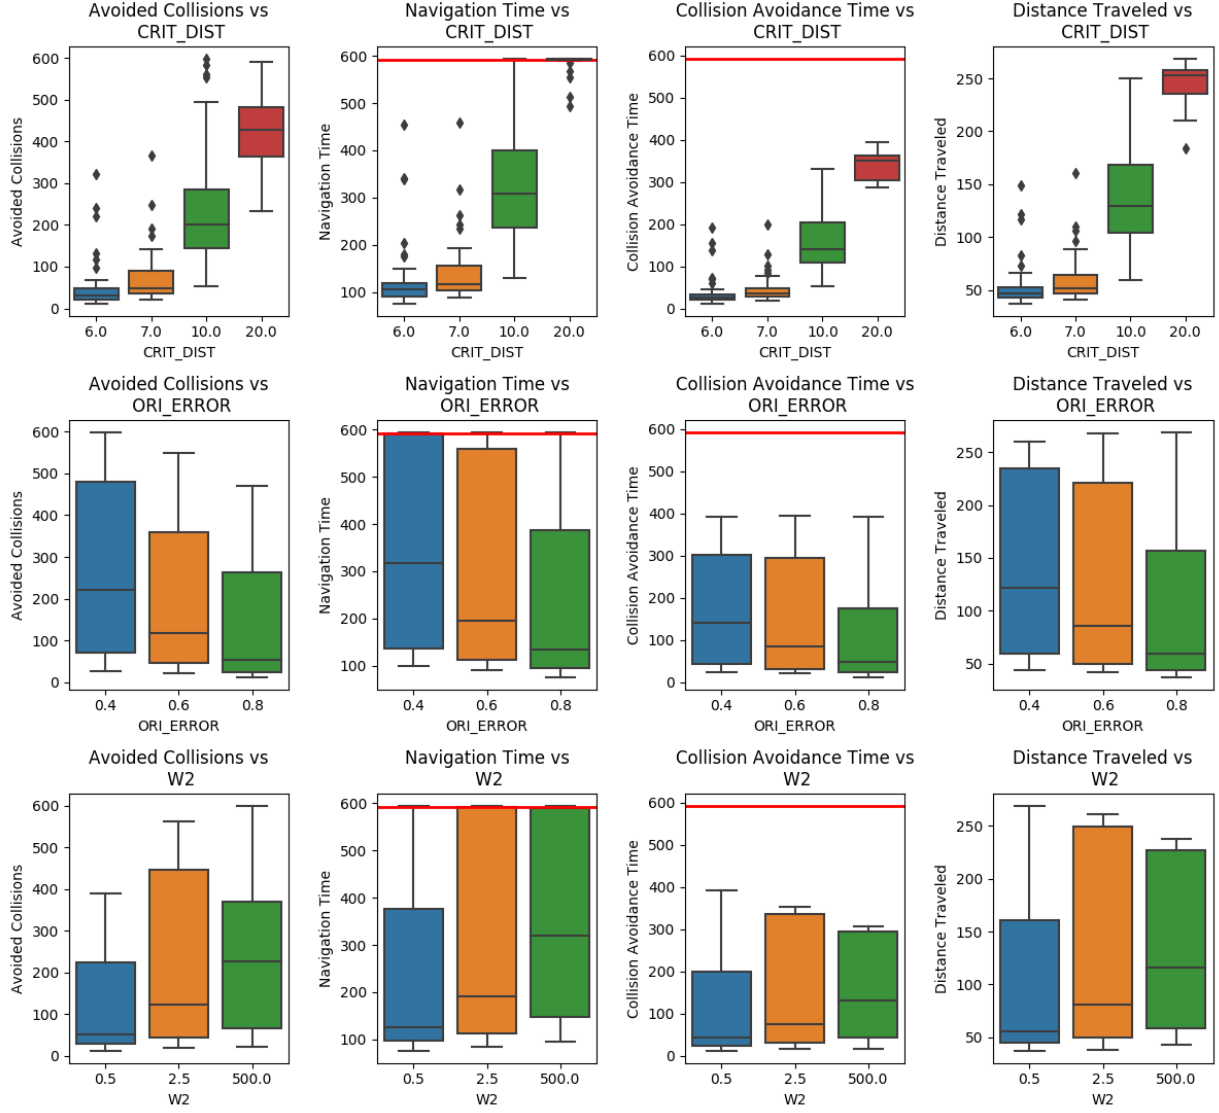 Avoided Collisions vs
CRIT_DIST
Avoided Collisions
600
500
400
300
200
100
0
6.0 7.0 10.0 20.0
CRIT_DIST
Navigation Time vs
CRIT_DIST
Navigation Time
600
500
400
300
200
100
6.0 7.0 10.0 20.0
CRIT_DIST
Collision Avoidance Time vs
CRIT_DIST
Collision Avoidance Time
600
500
400
300
200
100
0
6.0 7.0 10.0 20.0
CRIT_DIST
Distance Traveled vs
CRIT_DIST
Distance Traveled
250
200
150
100
50
6.0 7.0 10.0 20.0
CRIT_DIST
Avoided Collisions vs
ORI_ERROR
Avoided Collisions
600
500
400
300
200
100
0
0.4 0.6 0.8
ORI_ERROR
Navigation Time vs
ORI_ERROR
Navigation Time
600
500
400
300
200
100
0.4 0.6 0.8
ORI_ERROR
Collision Avoidance Time vs
ORI_ERROR
Collision Avoidance Time
600
500
400
300
200
100
0
0.4 0.6 0.8
ORI_ERROR
Distance Traveled vs
ORI_ERROR
Distance Traveled
250
200
150
100
50
0.4 0.6 0.8
ORI_ERROR
Avoided Collisions vs
W2
Avoided Collisions
600
500
400
300
200
100
0
0.5 2.5 500.0
W2
Navigation Time vs
W2
Navigation Time
600
500
400
300
200
100
0.5 2.5 500.0
W2
Collision Avoidance Time vs
W2
Collision Avoidance Time
600
500
400
300
200
100
0
0.5 2.5 500.0
W2
Distance Traveled vs
W2
Distance Traveled
250
200
150
100
50
0.5 2.5 500.0
W2